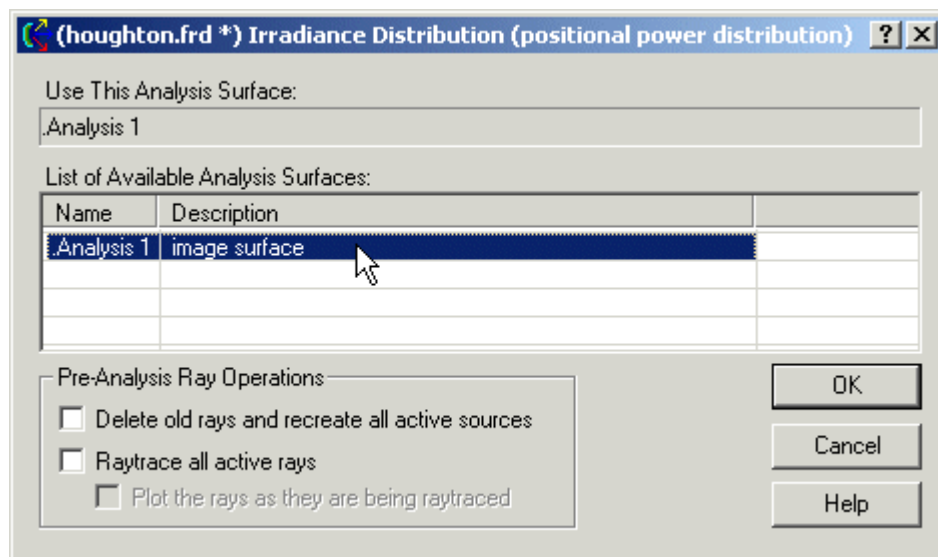 (houghton.frd *) Irradiance Distribution (positional power distribution) ? X
Use This Analysis Surface:
.Analysis 1
List of Available Analysis Surfaces:
Name Description
.Analysis 1 image surface
Pre-Analysis Ray Operations
Delete old rays and recreate all active sources
Raytrace all active rays
Plot the rays as they are being raytraced
OK
Cancel
Help